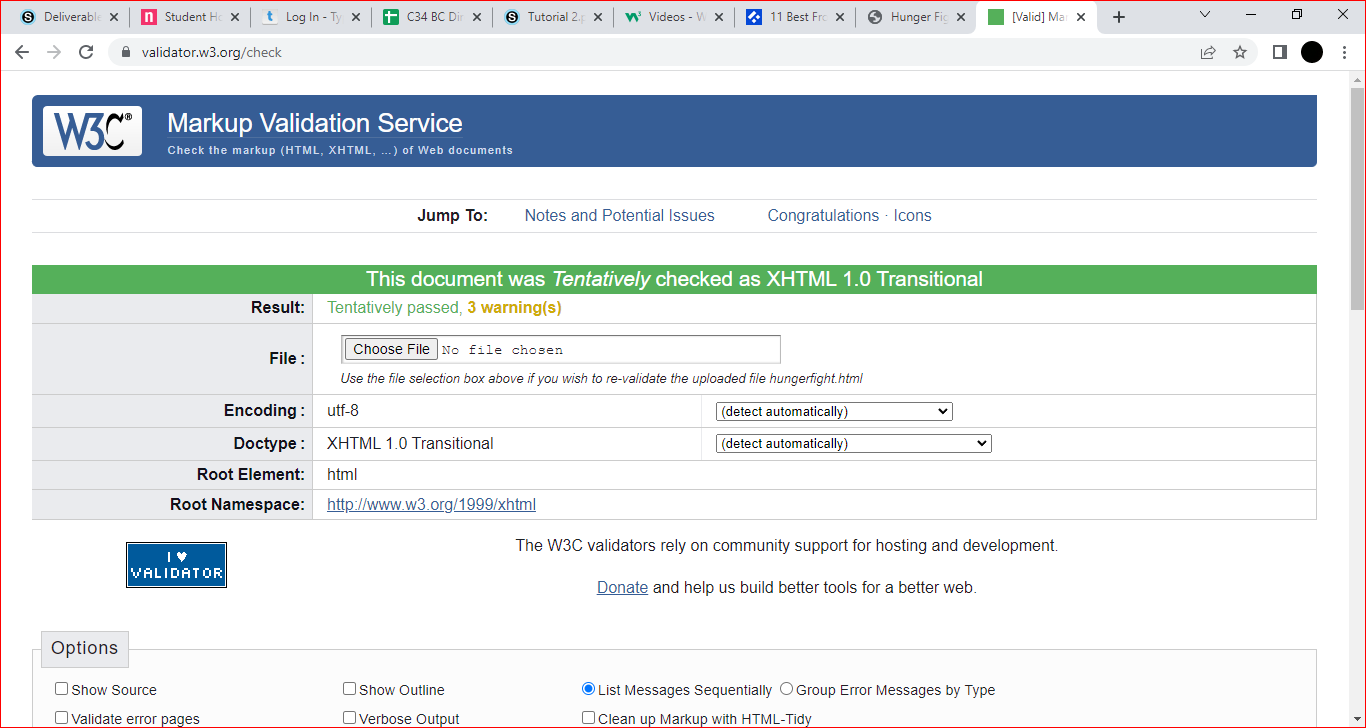 Deliverable Student Ho Log In - Ty C34 BC Dir Tutorial 2.p Videos - W 11 Best Fro Hunger Fig [Valid] Mar
validator.w3.org/check
W3C® Markup Validation Service
Check the markup (HTML, XHTML, …) of Web documents
Jump To: Notes and Potential Issues Congratulations · Icons
This document was Tentatively checked as XHTML 1.0 Transitional
Result: Tentatively passed, 3 warning(s)
File : Choose File No file chosen
Use the file selection box above if you wish to re-validate the uploaded file hungerfight.html
Encoding : utf-8 (detect automatically)
Doctype : XHTML 1.0 Transitional (detect automatically)
Root Element: html
Root Namespace: http://www.w3.org/1999/xhtml
I ♥
VALIDATOR
The W3C validators rely on community support for hosting and development.
Donate and help us build better tools for a better web.
Options
Show Source Show Outline List Messages Sequentially Group Error Messages by Type
Validate error pages Verbose Output Clean up Markup with HTML-Tidy